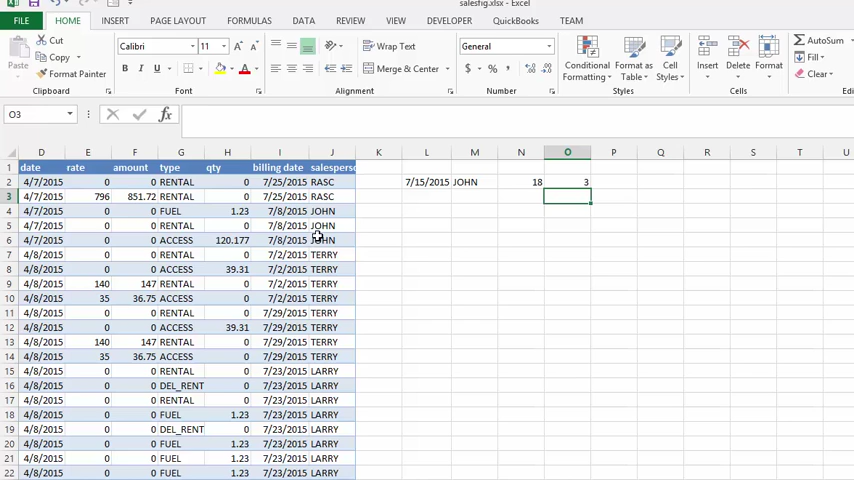 salesfig.xlsx - Excel
FILE HOME INSERT PAGE LAYOUT FORMULAS DATA REVIEW VIEW DEVELOPER QuickBooks TEAM
Paste Cut Copy Format Painter
Calibri 11 A A
B I U A
Wrap Text
Merge & Center
General
$ % , .0 .00 .00 .0
Conditional Formatting Format as Table Cell Styles
Insert Delete Format
AutoSum Fill Clear
Clipboard Font Alignment Number Styles Cells
O3 fx
D E F G H I J K L M N O P Q R S T U
1 date rate amount type qty billing date salesperso
2 4/7/2015 0 0 RENTAL 0 7/25/2015 RASC 7/15/2015 JOHN 18 3
3 4/7/2015 796 851.72 RENTAL 0 7/25/2015 RASC
4 4/7/2015 0 0 FUEL 1.23 7/8/2015 JOHN
5 4/7/2015 0 0 RENTAL 0 7/8/2015 JOHN
6 4/7/2015 0 0 ACCESS 120.177 7/8/2015 JOHN
7 4/8/2015 0 0 RENTAL 0 7/2/2015 TERRY
8 4/8/2015 0 0 ACCESS 39.31 7/2/2015 TERRY
9 4/8/2015 140 147 RENTAL 0 7/2/2015 TERRY
10 4/8/2015 35 36.75 ACCESS 0 7/2/2015 TERRY
11 4/8/2015 0 0 RENTAL 0 7/29/2015 TERRY
12 4/8/2015 0 0 ACCESS 39.31 7/29/2015 TERRY
13 4/8/2015 140 147 RENTAL 0 7/29/2015 TERRY
14 4/8/2015 35 36.75 ACCESS 0 7/29/2015 TERRY
15 4/8/2015 0 0 RENTAL 0 7/23/2015 LARRY
16 4/8/2015 0 0 DEL_RENT 0 7/23/2015 LARRY
17 4/8/2015 0 0 RENTAL 0 7/23/2015 LARRY
18 4/8/2015 0 0 FUEL 1.23 7/23/2015 LARRY
19 4/8/2015 0 0 DEL_RENT 0 7/23/2015 LARRY
20 4/8/2015 0 0 FUEL 1.23 7/23/2015 LARRY
21 4/8/2015 0 0 FUEL 1.23 7/23/2015 LARRY
22 4/8/2015 0 0 FUEL 1.23 7/23/2015 LARRY